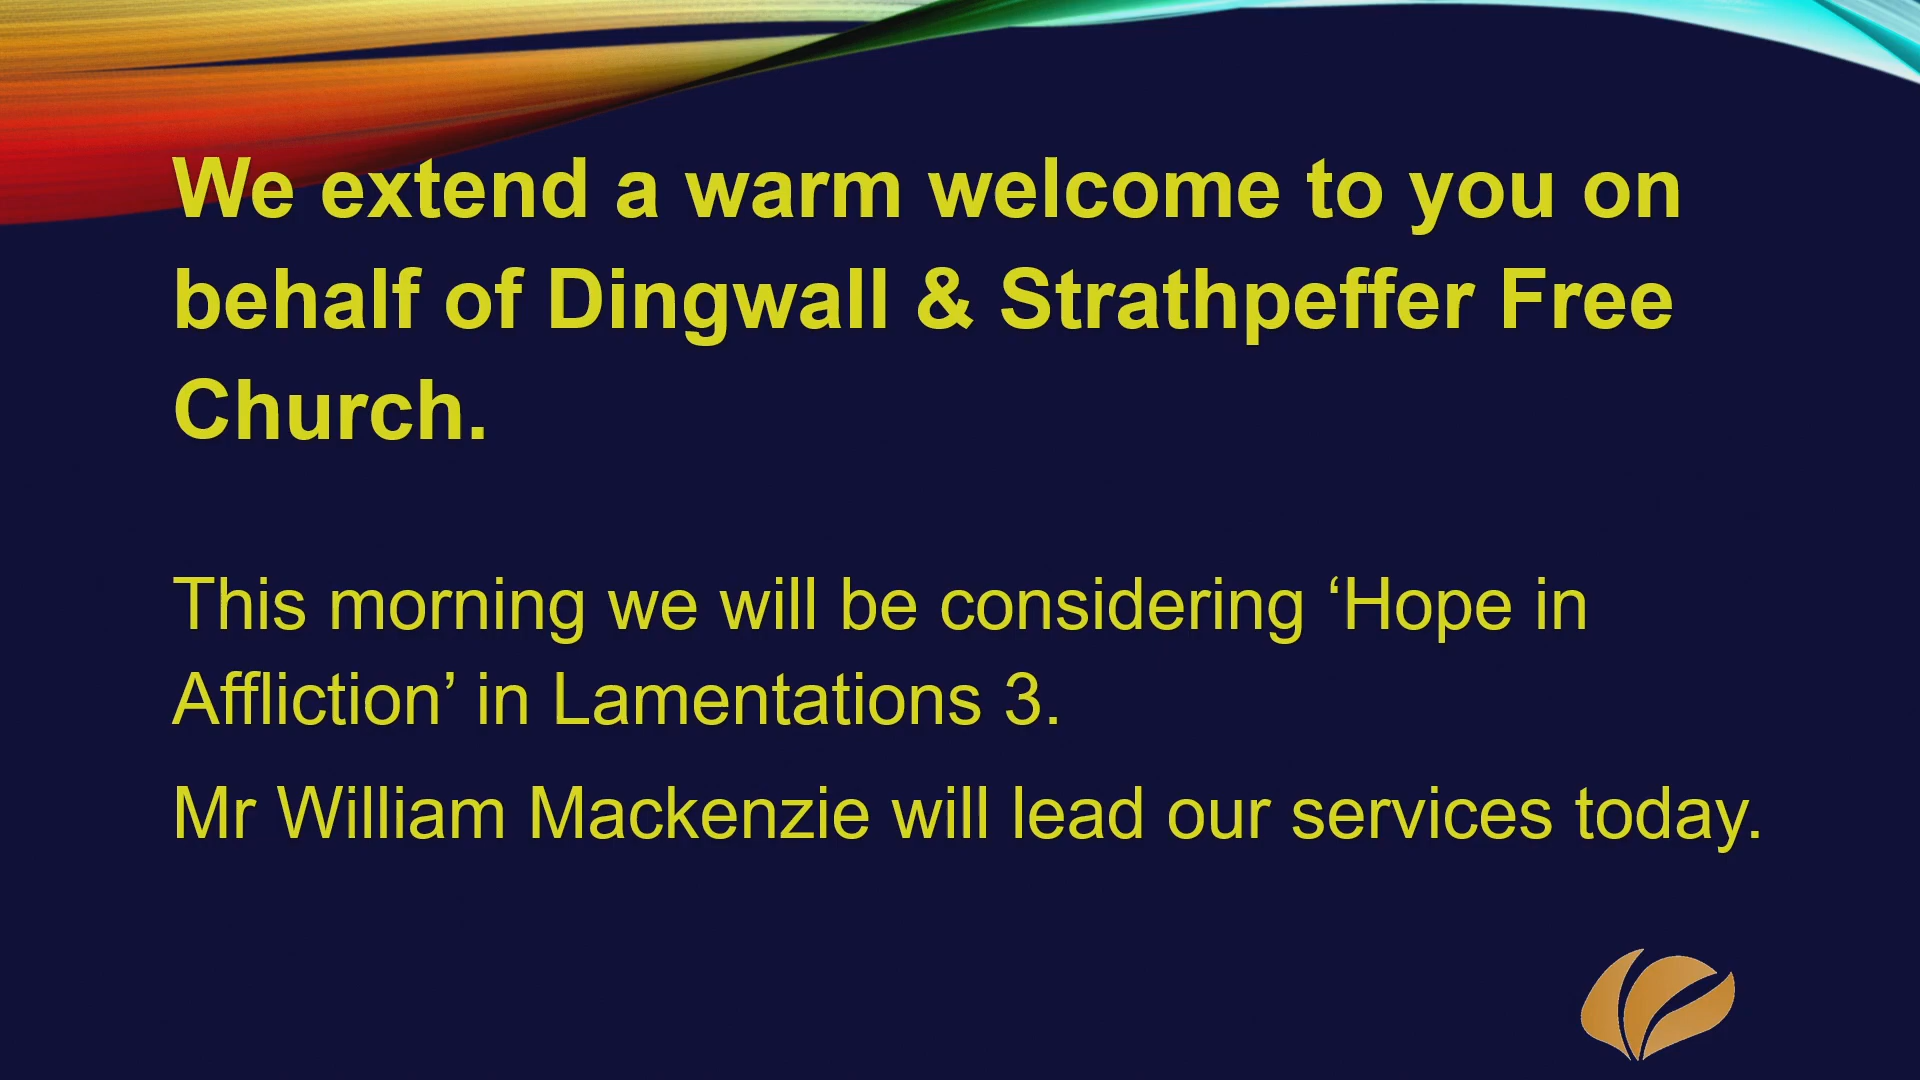 We extend a warm welcome to you on
behalf of Dingwall & Strathpeffer Free
Church.
This morning we will be considering ‘Hope in
Affliction’ in Lamentations 3.
Mr William Mackenzie will lead our services today.